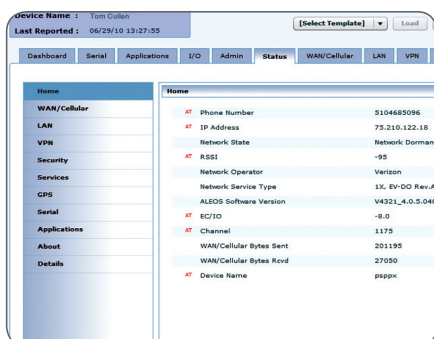 Device Name : Tom Cullen
Last Reported : 06/29/10 13:27:55
[Select Template] Load
Dashboard Serial Applications I/O Admin Status WAN/Cellular LAN VPN
Home
WAN/Cellular
LAN
VPN
Security
Services
GPS
Serial
Applications
About
Details
Home
AT Phone Number 5104685096
AT IP Address 75.210.122.18
Network State Network Dorman
AT RSSI -95
Network Operator Verizon
Network Service Type 1X, EV-DO Rev.A
ALEOS Software Version V4321_4.0.5.040
AT EC/IO -8.0
AT Channel 1175
WAN/Cellular Bytes Sent 201195
WAN/Cellular Bytes Rcvd 27050
AT Device Name psppx